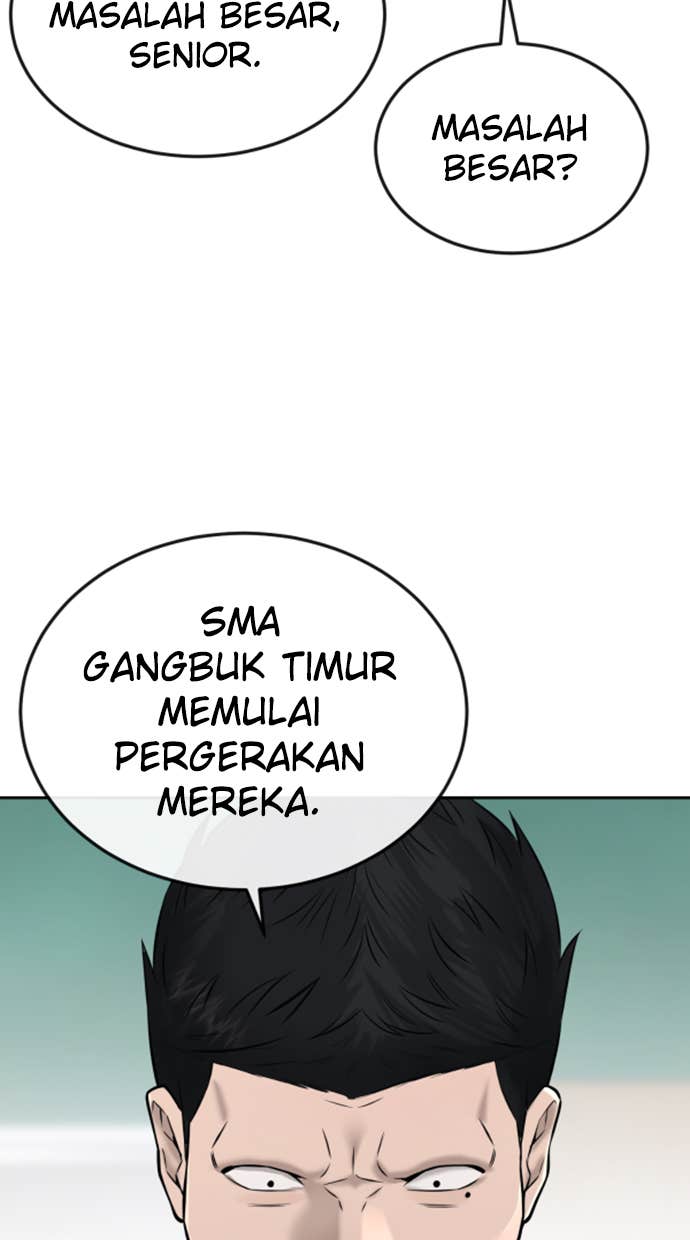 MASALAH BESAR,
SENIOR.
MASALAH
BESAR?
SMA
GANGBUK TIMUR
MEMULAI
PERGERAKAN
MEREKA.